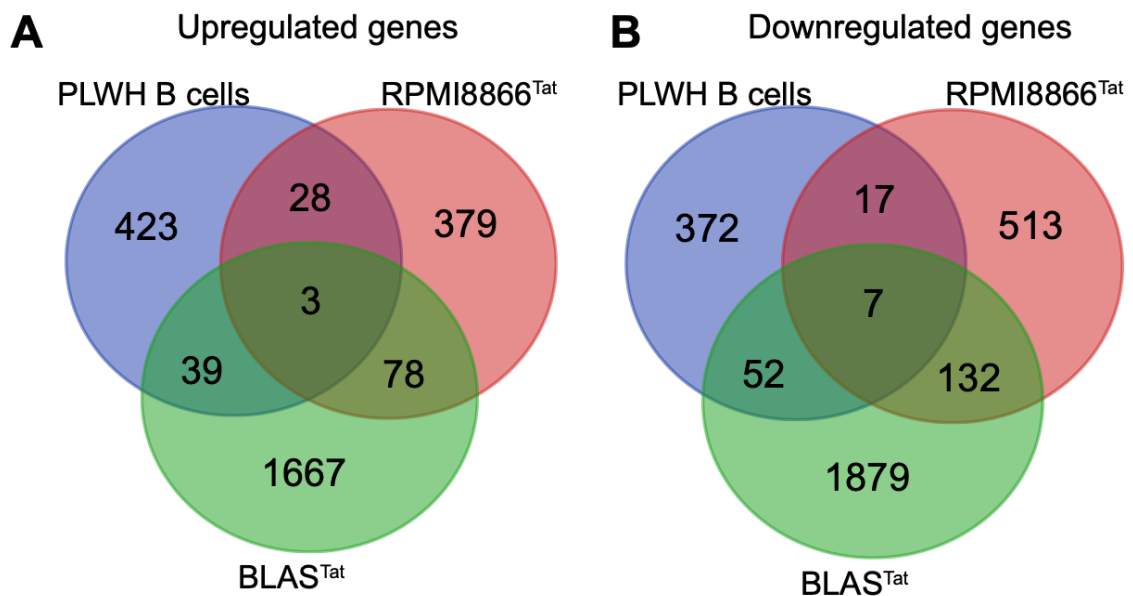 A Upregulated genes
PLWH B cells RPMI8866Tat
423 28 379
3
39 78
1667
BLASTat
B Downregulated genes
PLWH B cells RPMI8866Tat
372 17 513
7
52 132
1879
BLASTat